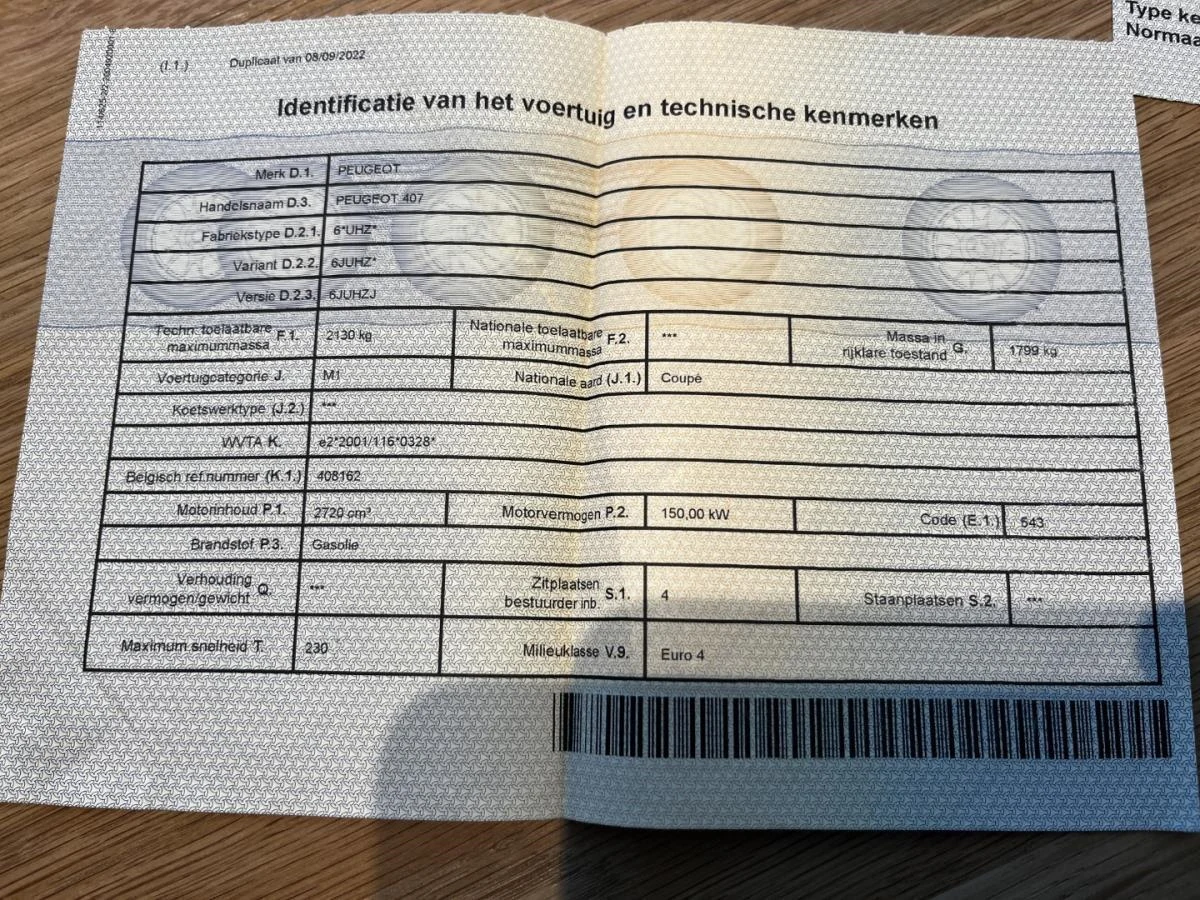 Type ke
Normaa
(I.1.) Duplicaat van 08/09/2022
Identificatie van het voertuig en technische kenmerken
Merk D.1. PEUGEOT
Handelsnaam D.3. PEUGEOT 407
Fabriekstype D.2.1. 6*UHZ*
Variant D.2.2. 6JUHZ*
Versie D.2.3. 6JUHZJ
Techn. toelaatbare maximummassa F.1. 2130 kg Nationale toelaatbare maximummassa F.2. *** Massa in rijklare toestand G. 1799 kg
Voertuigcategorie J. M1 Nationale aard (J.1.) Coupé
Koetswerktype (J.2.) ***
WVTA K. e2*2001/116*0328*
Belgisch ref.nummer (K.1.) 408162
Motorinhoud P.1. 2720 cm³ Motorvermogen P.2. 150,00 kW Code (E.1.) 543
Brandstof P.3. Gasolie
Verhouding vermogen/gewicht Q. *** Zitplaatsen bestuurder inb. S.1. 4 Staanplaatsen S.2. ***
Maximum snelheid T. 230 Milieuklasse V.9. Euro 4